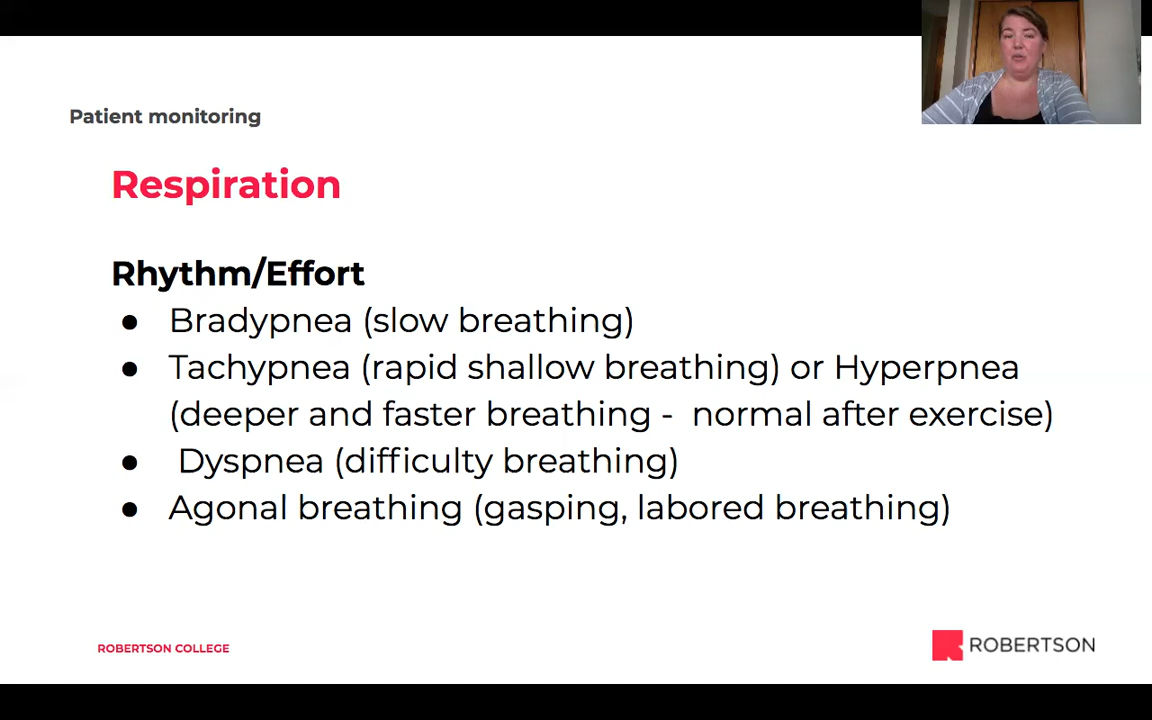 Patient monitoring
Respiration
Rhythm/Effort
● Bradypnea (slow breathing)
● Tachypnea (rapid shallow breathing) or Hyperpnea
(deeper and faster breathing - normal after exercise)
● Dyspnea (difficulty breathing)
● Agonal breathing (gasping, labored breathing)
ROBERTSON COLLEGE
ROBERTSON